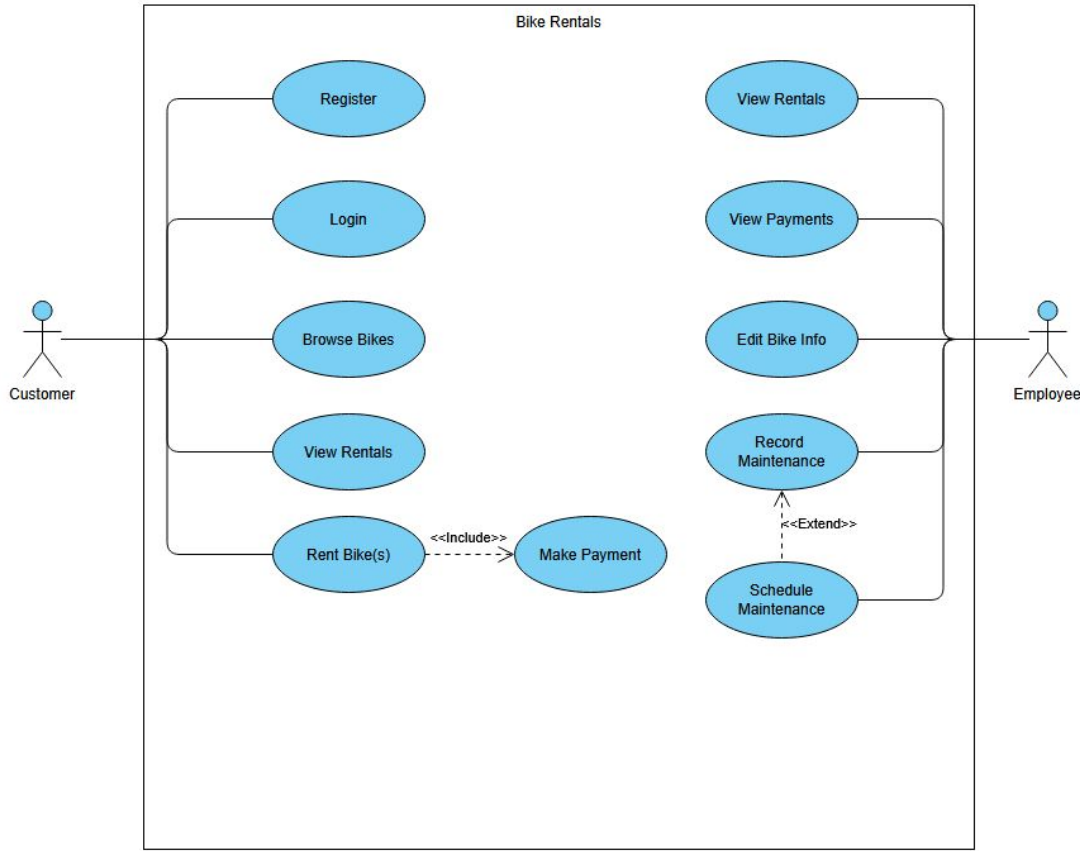 Bike Rentals
Register
View Rentals
Login
View Payments
Browse Bikes
Edit Bike Info
Customer
Employee
View Rentals
Record
Maintenance
<<Extend>>
Rent Bike(s)
<<Include>>
Make Payment
Schedule
Maintenance